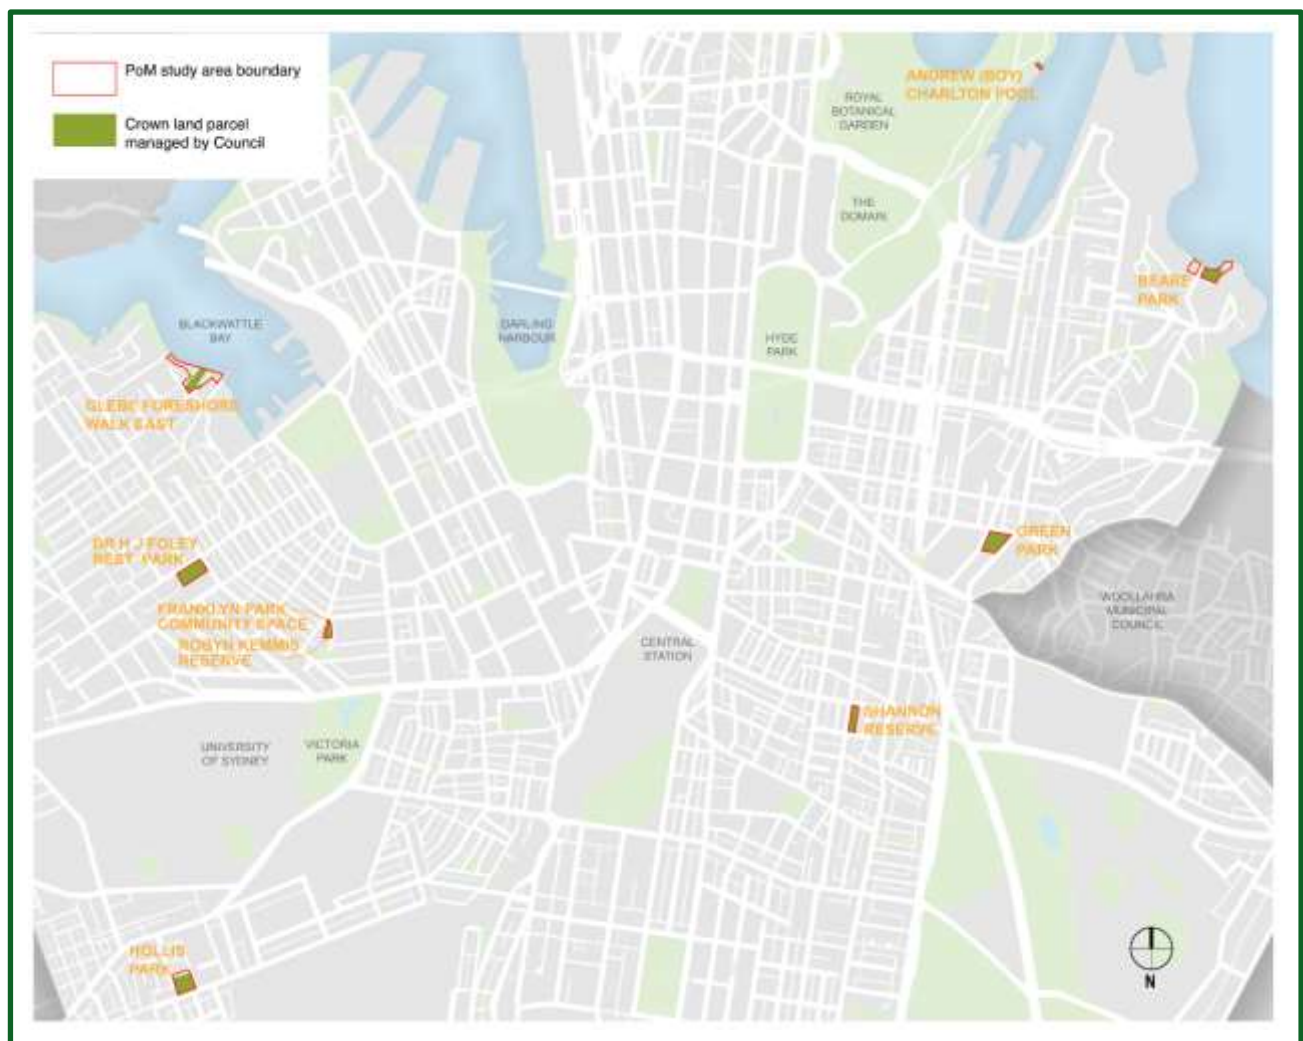 PoM study area boundary
Crown land parcel
managed by Council
ANDREW (BOY)
CHARLTON POOL
ROYAL
BOTANICAL
GARDEN
THE
DOMAIN
BEARE
PARK
BLACKWATTLE
BAY
DARLING
HARBOUR
HYDE
PARK
GLEBE FORESHORE
WALK EAST
GREEN
PARK
DR H J FOLEY
REST PARK
WOOLLAHRA
MUNICIPAL
COUNCIL
FRANKLYN PARK
COMMUNITY SPACE
ROBYN KEMMIS
RESERVE
CENTRAL
STATION
SHANNON
RESERVE
UNIVERSITY
OF SYDNEY
VICTORIA
PARK
HOLLIS
PARK
N